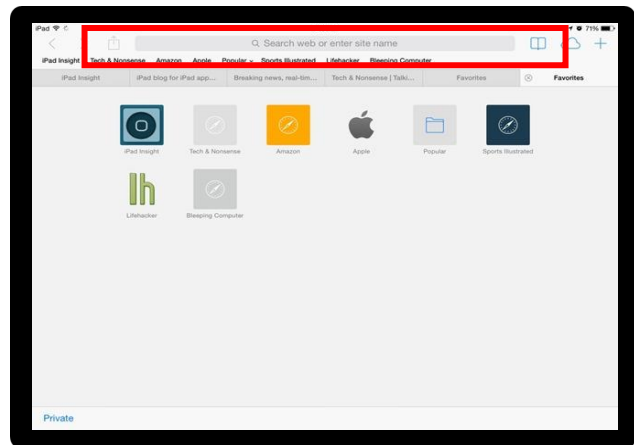 iPad
71%
Search web or enter site name
iPad Insight Tech & Nonsense Amazon Apple Popular Sports Illustrated Lifehacker Bleeping Computer
iPad Insight iPad blog for iPad app... Breaking news, real-tim... Tech & Nonsense | Talki... Favorites Favorites
iPad Insight Tech & Nonsense Amazon Apple Popular Sports Illustrated
lh
Lifehacker Bleeping Computer
Private